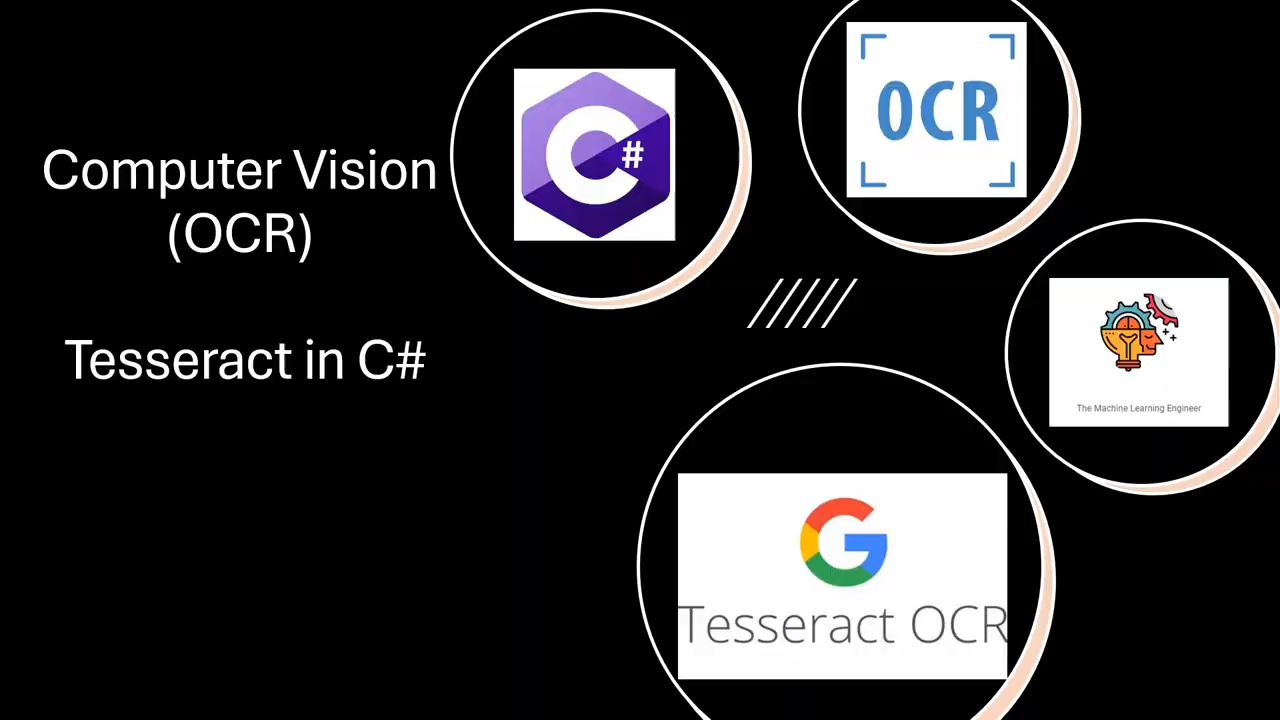 Computer Vision
(OCR)
Tesseract in C#
C#
OCR
The Machine Learning Engineer
G
Tesseract OCR